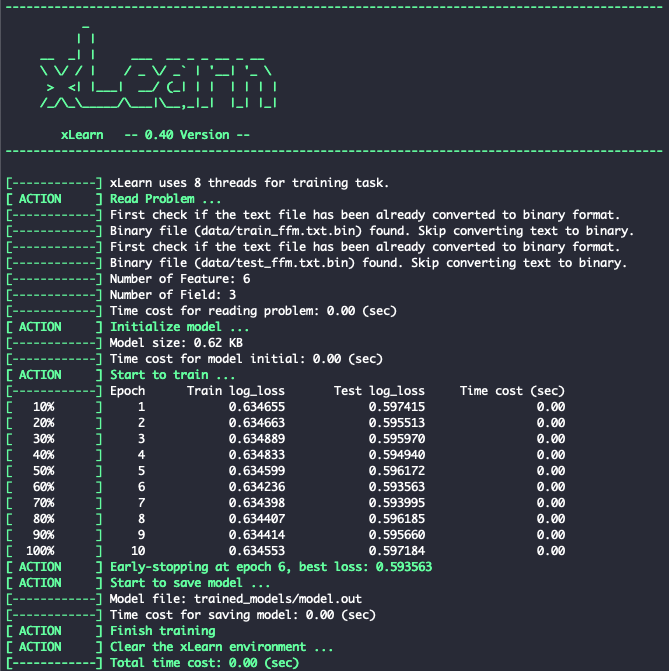 xLearn
xLearn -- 0.40 Version --
[------------] xLearn uses 8 threads for training task.
[ ACTION ] Read Problem ...
[------------] First check if the text file has been already converted to binary format.
[------------] Binary file (data/train_ffm.txt.bin) found. Skip converting text to binary.
[------------] First check if the text file has been already converted to binary format.
[------------] Binary file (data/test_ffm.txt.bin) found. Skip converting text to binary.
[------------] Number of Feature: 6
[------------] Number of Field: 3
[------------] Time cost for reading problem: 0.00 (sec)
[ ACTION ] Initialize model ...
[------------] Model size: 0.62 KB
[------------] Time cost for model initial: 0.00 (sec)
[ ACTION ] Start to train ...
[------------] Epoch Train log_loss Test log_loss Time cost (sec)
[ 10% ] 1 0.634655 0.597415 0.00
[ 20% ] 2 0.634663 0.595513 0.00
[ 30% ] 3 0.634889 0.595970 0.00
[ 40% ] 4 0.634833 0.594940 0.00
[ 50% ] 5 0.634599 0.596172 0.00
[ 60% ] 6 0.634236 0.593563 0.00
[ 70% ] 7 0.634398 0.593995 0.00
[ 80% ] 8 0.634407 0.596185 0.00
[ 90% ] 9 0.634414 0.595660 0.00
[ 100% ] 10 0.634553 0.597184 0.00
[ ACTION ] Early-stopping at epoch 6, best loss: 0.593563
[ ACTION ] Start to save model ...
[------------] Model file: trained_models/model.out
[------------] Time cost for saving model: 0.00 (sec)
[ ACTION ] Finish training
[ ACTION ] Clear the xLearn environment ...
[------------] Total time cost: 0.00 (sec)